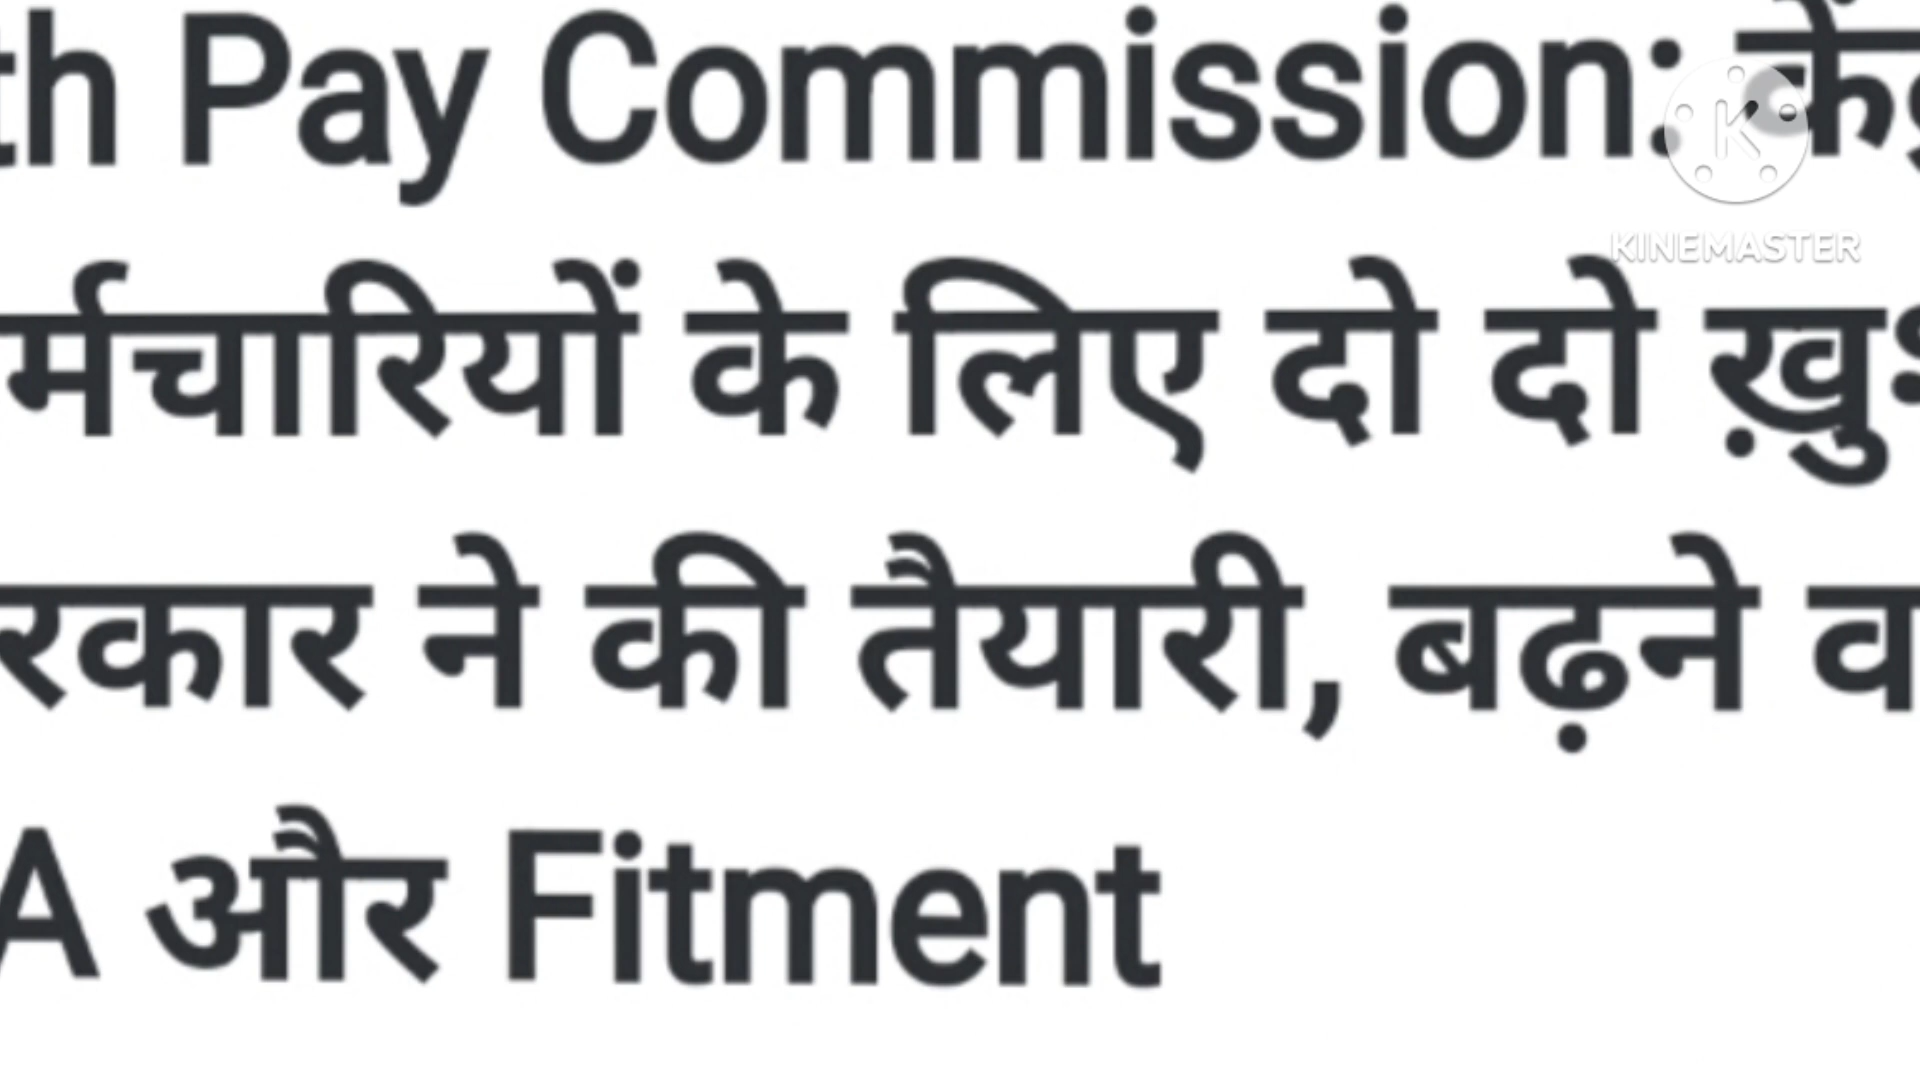 th Pay Commission: कें
र्मचारियों के लिए दो दो ख़ु
रकार ने की तैयारी, बढ़ने व
A और Fitment
KINEMASTER